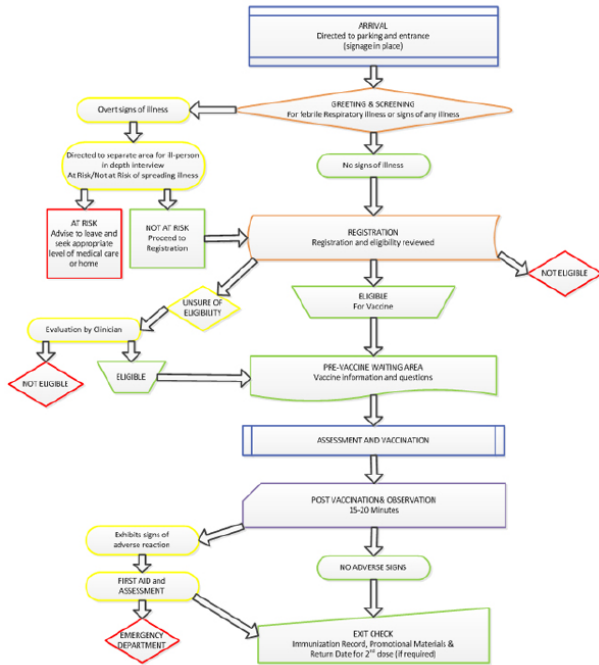 ARRIVAL
Directed to parking and entrance
(signage in place)
GREETING & SCREENING
For febrile Respiratory Illness or signs of any illness
Overt signs of illness
Directed to separate area for ill-person
in depth interview
At Risk/Not at Risk of spreading illness
No signs of illness
AT RISK
Advise to leave and
seek appropriate
level of medical care
or home
NOT AT RISK
Proceed to
Registration
REGISTRATION
Registration and eligibility reviewed
NOT ELIGIBLE
UNSURE OF
ELIGIBILITY
ELIGIBLE
For Vaccine
Evaluation by Clinician
NOT ELIGIBLE
ELIGIBLE
PRE-VACCINE WAITING AREA
Vaccine information and questions
ASSESSMENT AND VACCINATION
POST VACCINATION & OBSERVATION
15-20 Minutes
Exhibits signs of
adverse reaction
NO ADVERSE SIGNS
FIRST AID and
ASSESSMENT
EMERGENCY
DEPARTMENT
EXIT CHECK
Immunization Record, Promotional Materials &
Return Date for 2nd dose (if required)